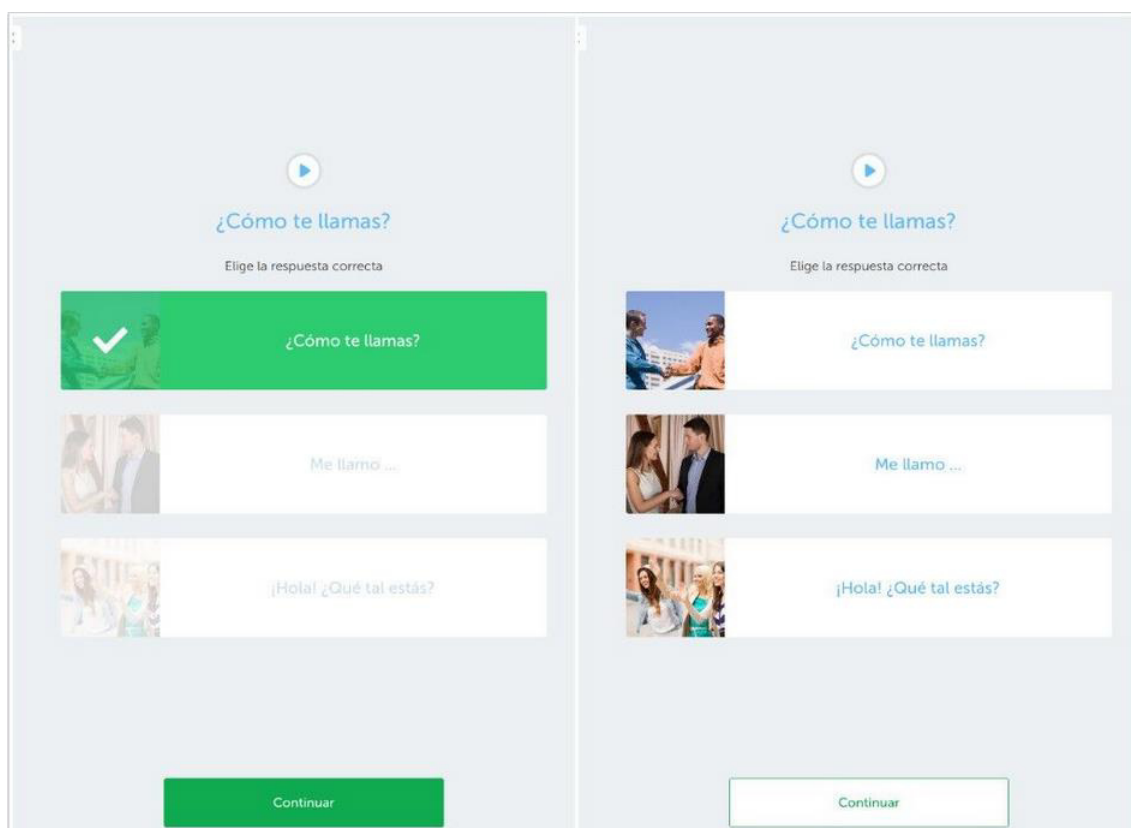 ¿Cómo te llamas?
Elige la respuesta correcta
¿Cómo te llamas?
Me llamo ...
¡Hola! ¿Qué tal estás?
Continuar
¿Cómo te llamas?
Elige la respuesta correcta
¿Cómo te llamas?
Me llamo ...
¡Hola! ¿Qué tal estás?
Continuar